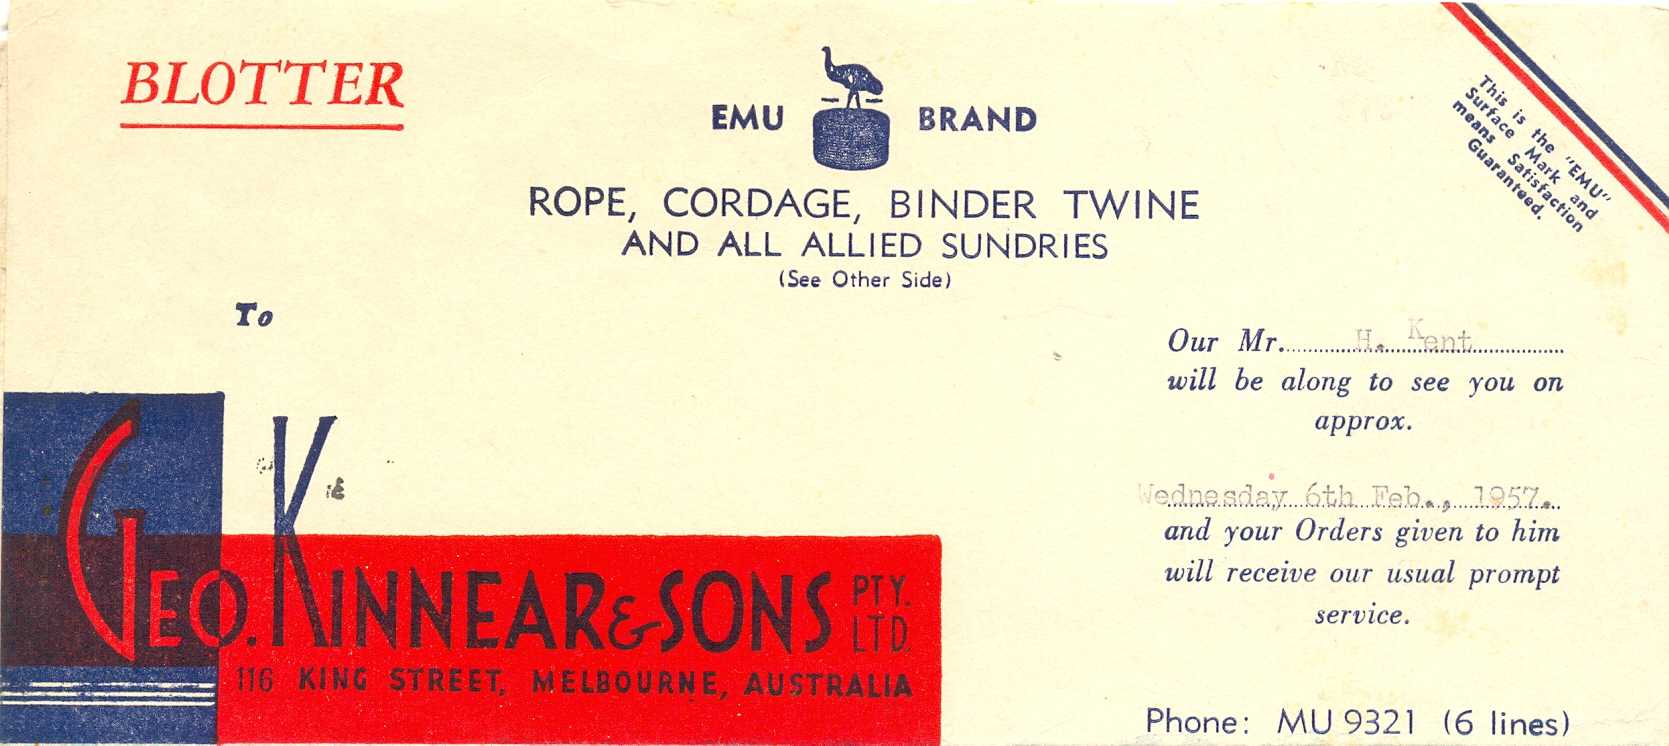 BLOTTER
EMU BRAND
ROPE, CORDAGE, BINDER TWINE
AND ALL ALLIED SUNDRIES
(See Other Side)
This is the "EMU"
Surface Mark and
means Satisfaction
Guaranteed.
To
Our Mr. H. Kent
will be along to see you on
approx.
Wednesday 6th Feb., 1957.
and your Orders given to him
will receive our usual prompt
service.
GEO. KINNEAR & SONS PTY. LTD.
116 KING STREET, MELBOURNE, AUSTRALIA
Phone: MU 9321 (6 lines)